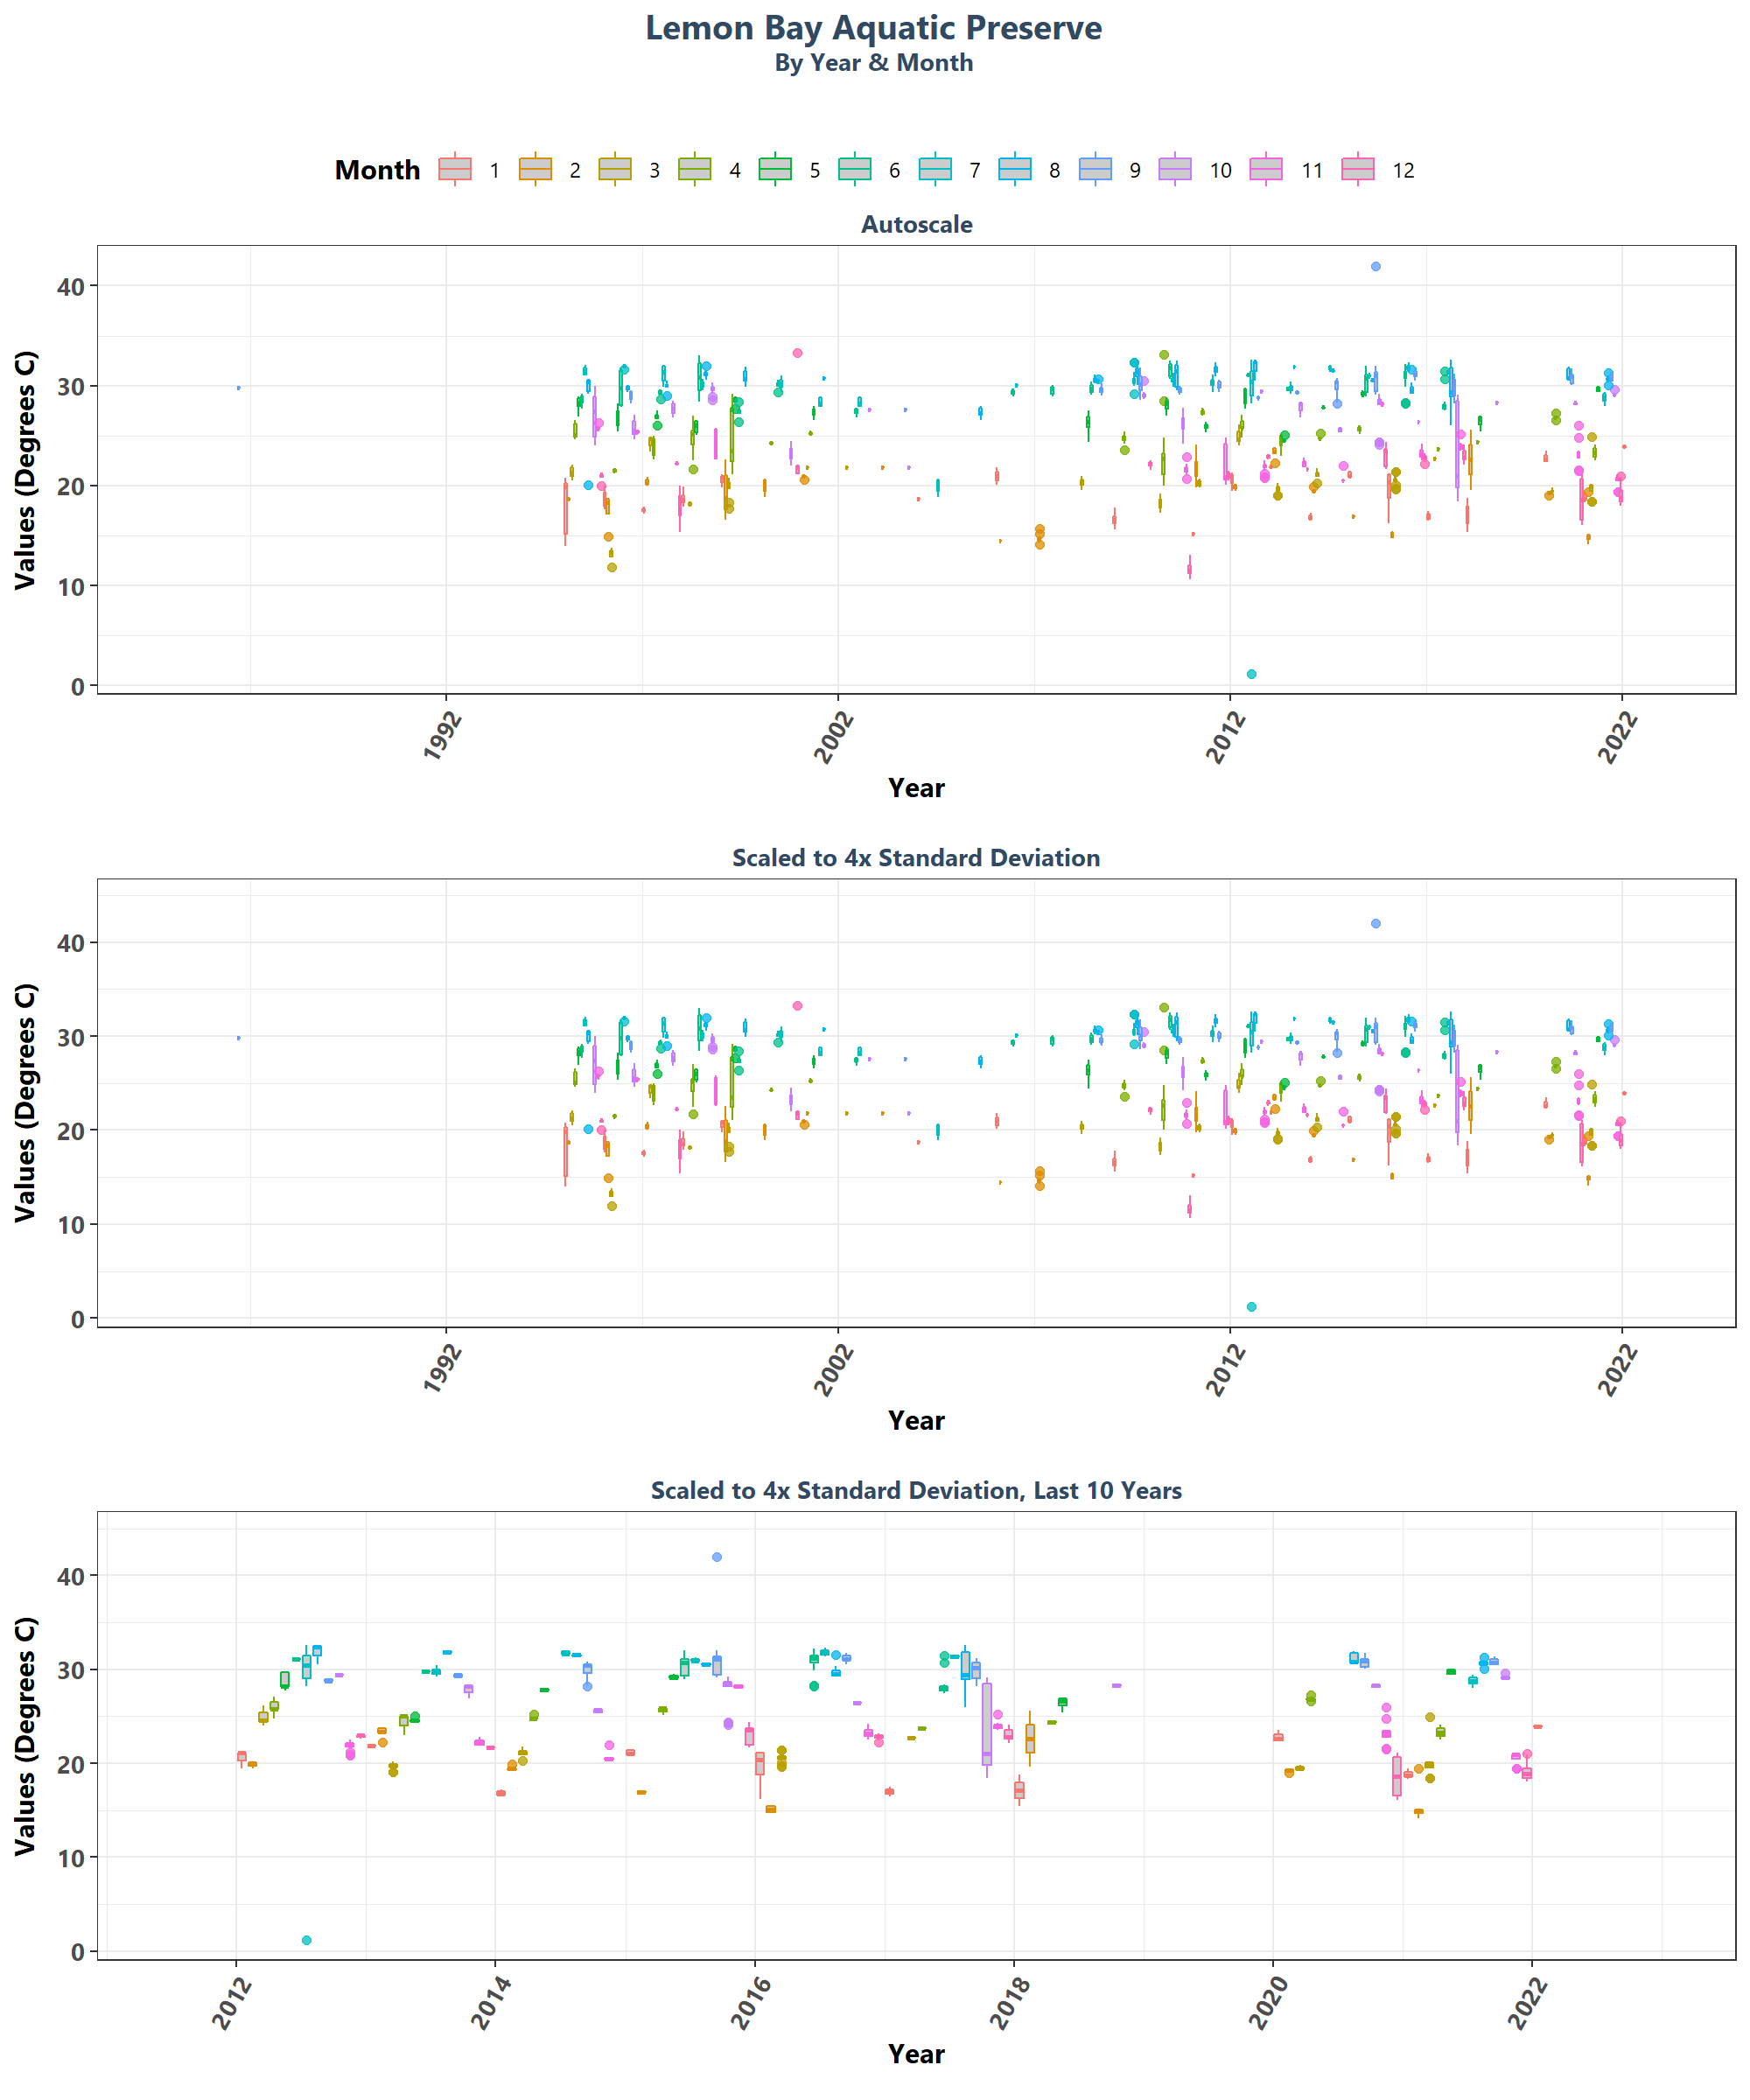 Lemon Bay Aquatic Preserve
By Year & Month
Month 1 2 3 4 5 6 7 8 9 10 11 12
Autoscale
Values (Degrees C)
40
30
20
10
0
1992 2002 2012 2022
Year
Scaled to 4x Standard Deviation
Values (Degrees C)
40
30
20
10
0
1992 2002 2012 2022
Year
Scaled to 4x Standard Deviation, Last 10 Years
Values (Degrees C)
40
30
20
10
0
2012 2014 2016 2018 2020 2022
Year